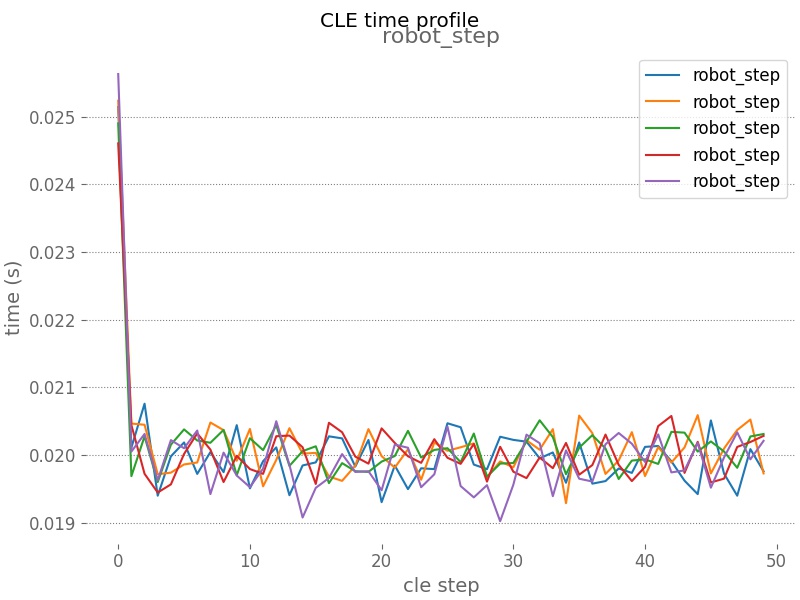 CLE time profile
robot_step
robot_step
robot_step
robot_step
robot_step
robot_step
0.025
0.024
0.023
0.022
0.021
0.020
0.019
time (s)
0 10 20 30 40 50
cle step